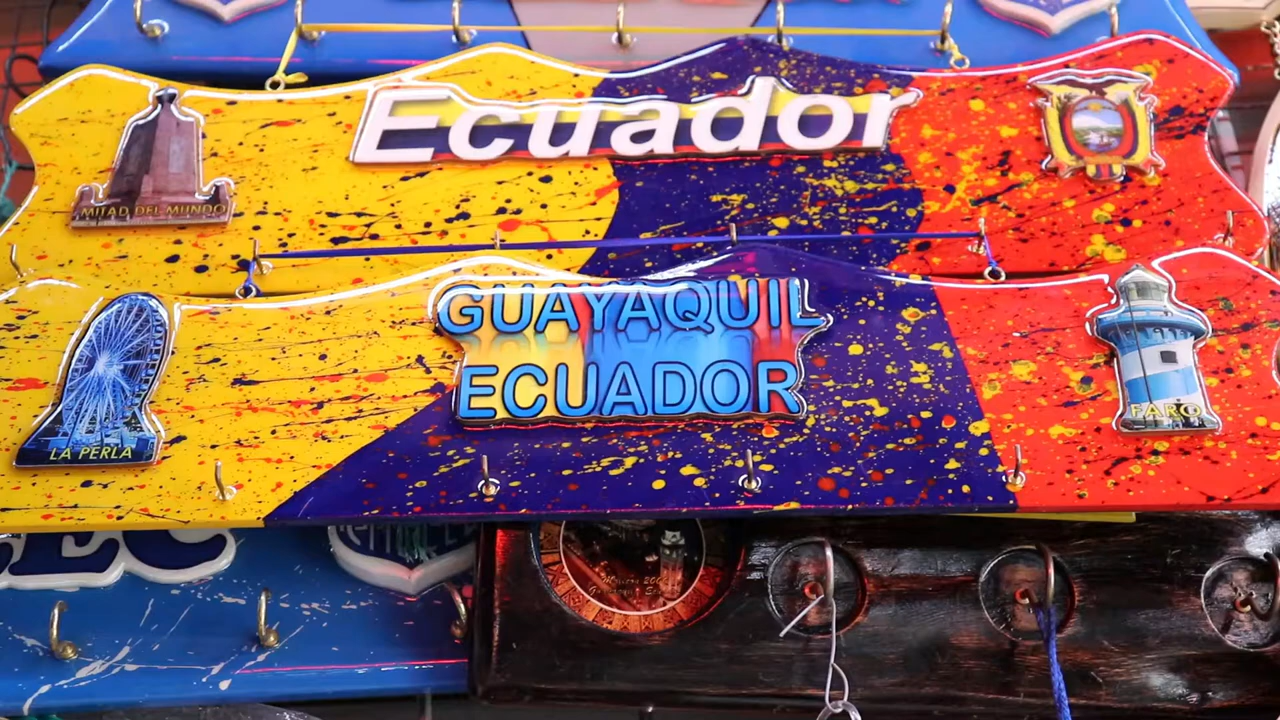 Ecuador
MITAD DEL MUNDO
GUAYAQUIL
ECUADOR
LA PERLA
FARO